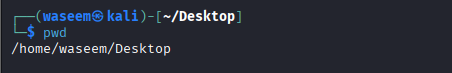 ┌──(waseem㉿kali)-[~/Desktop]
└─$ pwd
/home/waseem/Desktop